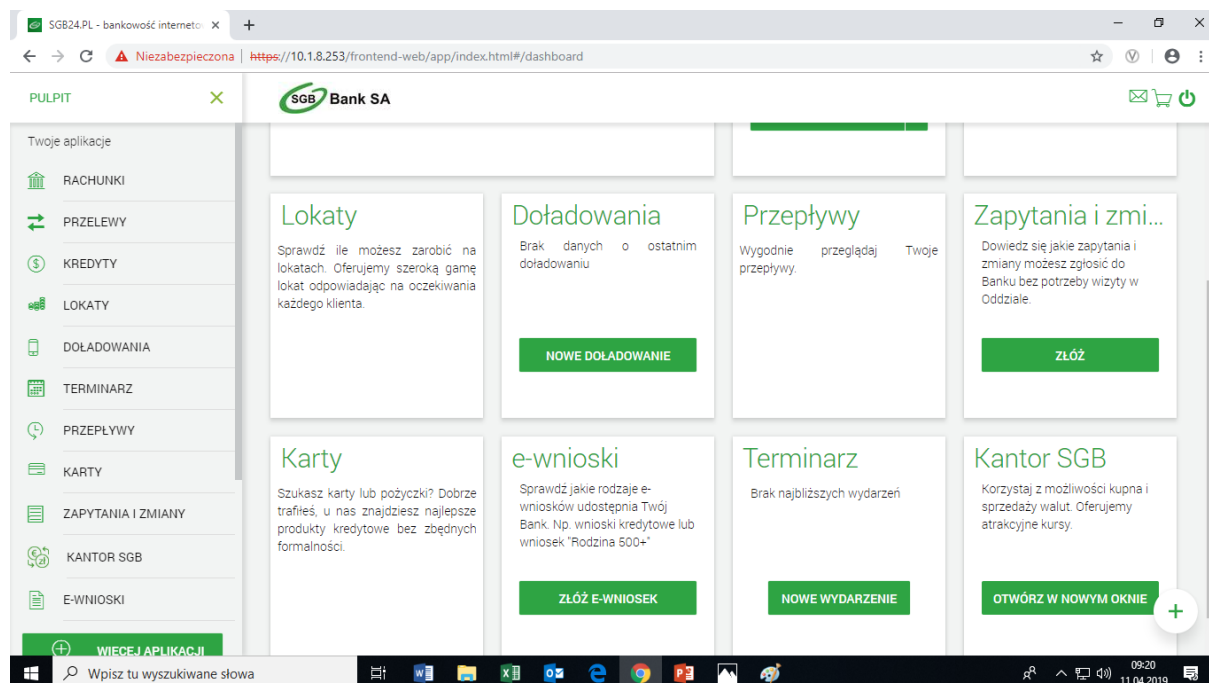 SGB24.PL - bankowość interneto
Niezabezpieczona | https://10.1.8.253/frontend-web/app/index.html#/dashboard
PULPIT
SGB Bank SA
Twoje aplikacje
RACHUNKI
PRZELEWY
KREDYTY
LOKATY
DOŁADOWANIA
TERMINARZ
PRZEPŁYWY
KARTY
ZAPYTANIA I ZMIANY
KANTOR SGB
E-WNIOSKI
WIĘCEJ APLIKACJI
Lokaty
Sprawdź ile możesz zarobić na
lokatach. Oferujemy szeroką gamę
lokat odpowiadając na oczekiwania
każdego klienta.
Doładowania
Brak danych o ostatnim
doładowaniu
NOWE DOŁADOWANIE
Przepływy
Wygodnie przeglądaj Twoje
przepływy.
Zapytania i zmi...
Dowiedz się jakie zapytania i
zmiany możesz zgłosić do
Banku bez potrzeby wizyty w
Oddziale.
ZŁÓŻ
Karty
Szukasz karty lub pożyczki? Dobrze
trafiłeś, u nas znajdziesz najlepsze
produkty kredytowe bez zbędnych
formalności.
e-wnioski
Sprawdź jakie rodzaje e-
wniosków udostępnia Twój
Bank. Np. wnioski kredytowe lub
wniosek "Rodzina 500+"
ZŁÓŻ E-WNIOSEK
Terminarz
Brak najbliższych wydarzeń
NOWE WYDARZENIE
Kantor SGB
Korzystaj z możliwości kupna i
sprzedaży walut. Oferujemy
atrakcyjne kursy.
OTWÓRZ W NOWYM OKNIE
Wpisz tu wyszukiwane słowa
09:20
11.04.2019